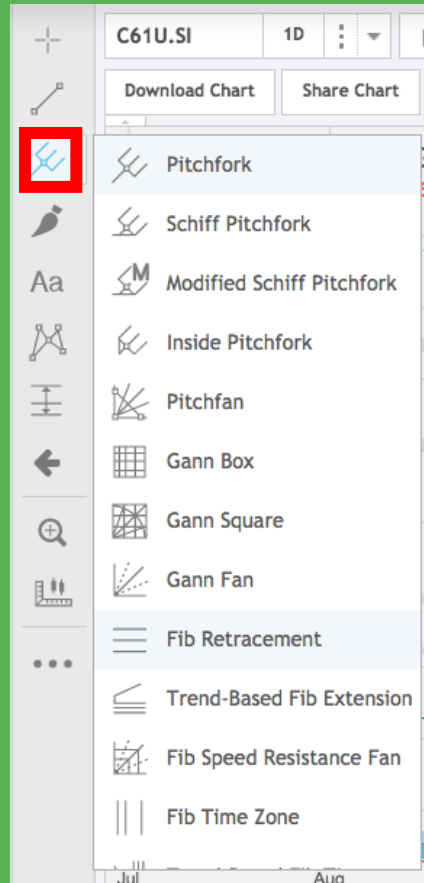 C61U.SI 1D
Download Chart Share Chart
Pitchfork
Schiff Pitchfork
M Modified Schiff Pitchfork
Inside Pitchfork
Pitchfan
Aa
Gann Box
Gann Square
Gann Fan
Fib Retracement
Trend-Based Fib Extension
Fib Speed Resistance Fan
Fib Time Zone
Jul Aug